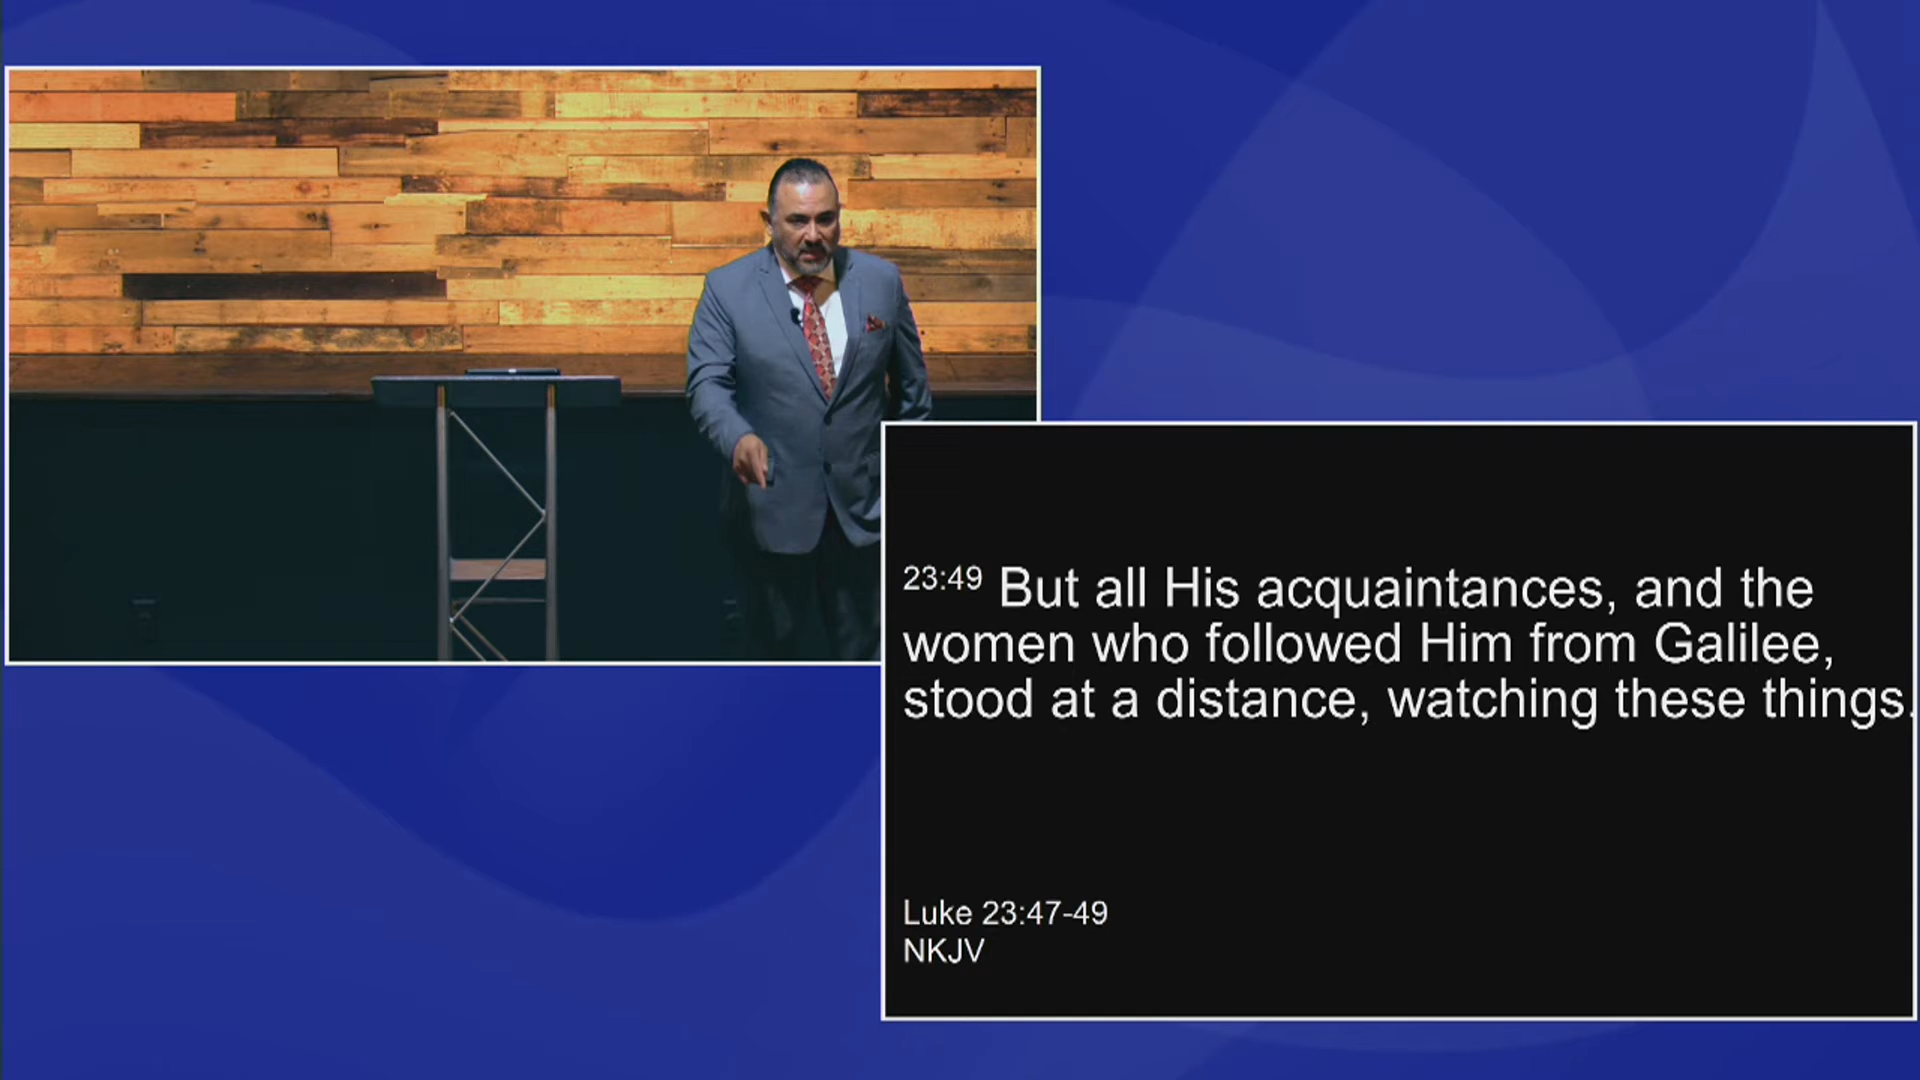 23:49 But all His acquaintances, and the
women who followed Him from Galilee,
stood at a distance, watching these things.
Luke 23:47-49
NKJV